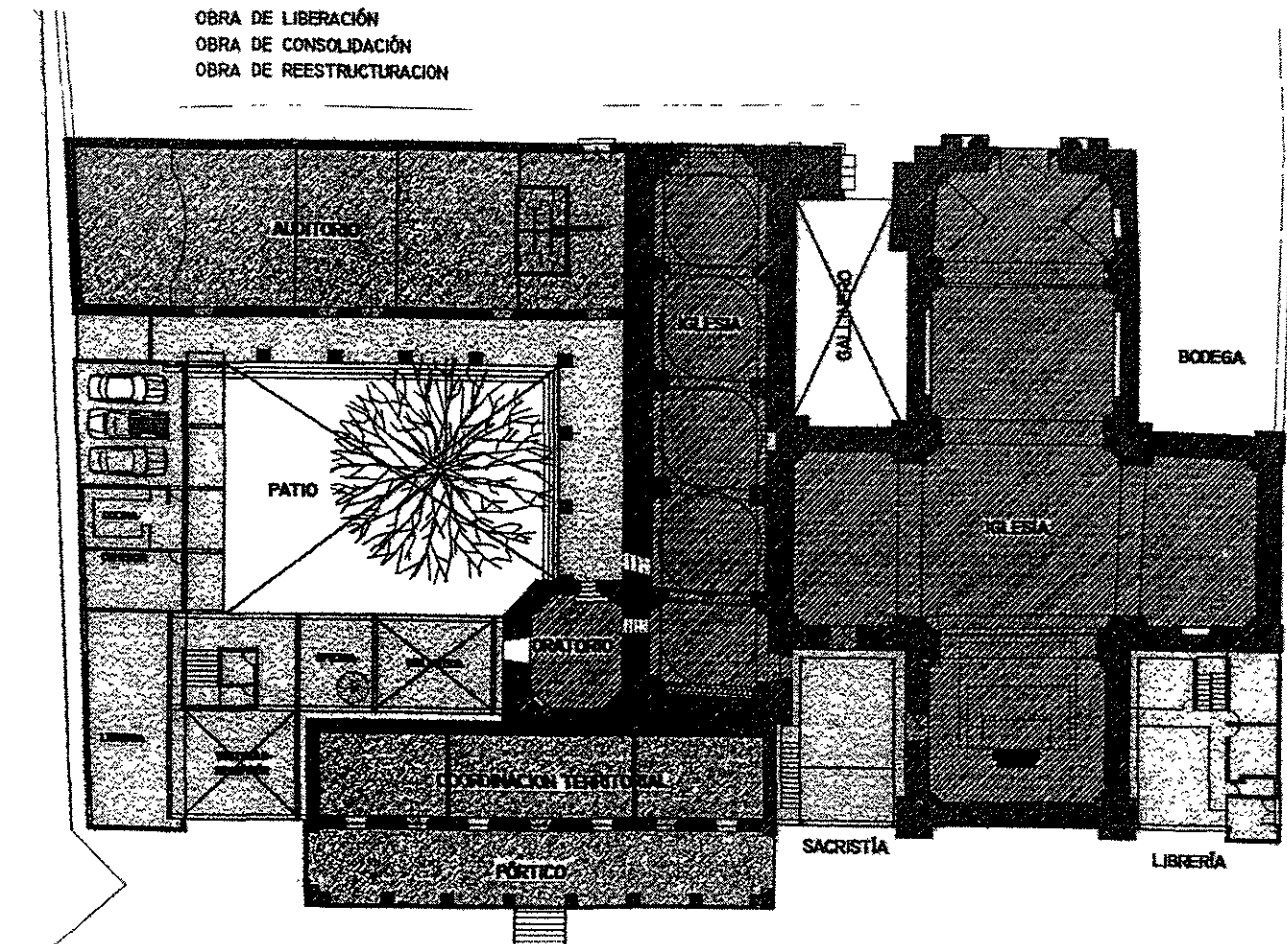 OBRA DE LIBERACIÓN
OBRA DE CONSOLIDACIÓN
OBRA DE REESTRUCTURACION
AUDITORIO
IGLESIA
GALLINERO
BODEGA
PATIO
IGLESIA
ORATORIO
COORDINACION TERRITORIAL
PÓRTICO
SACRISTÍA
LIBRERÍA